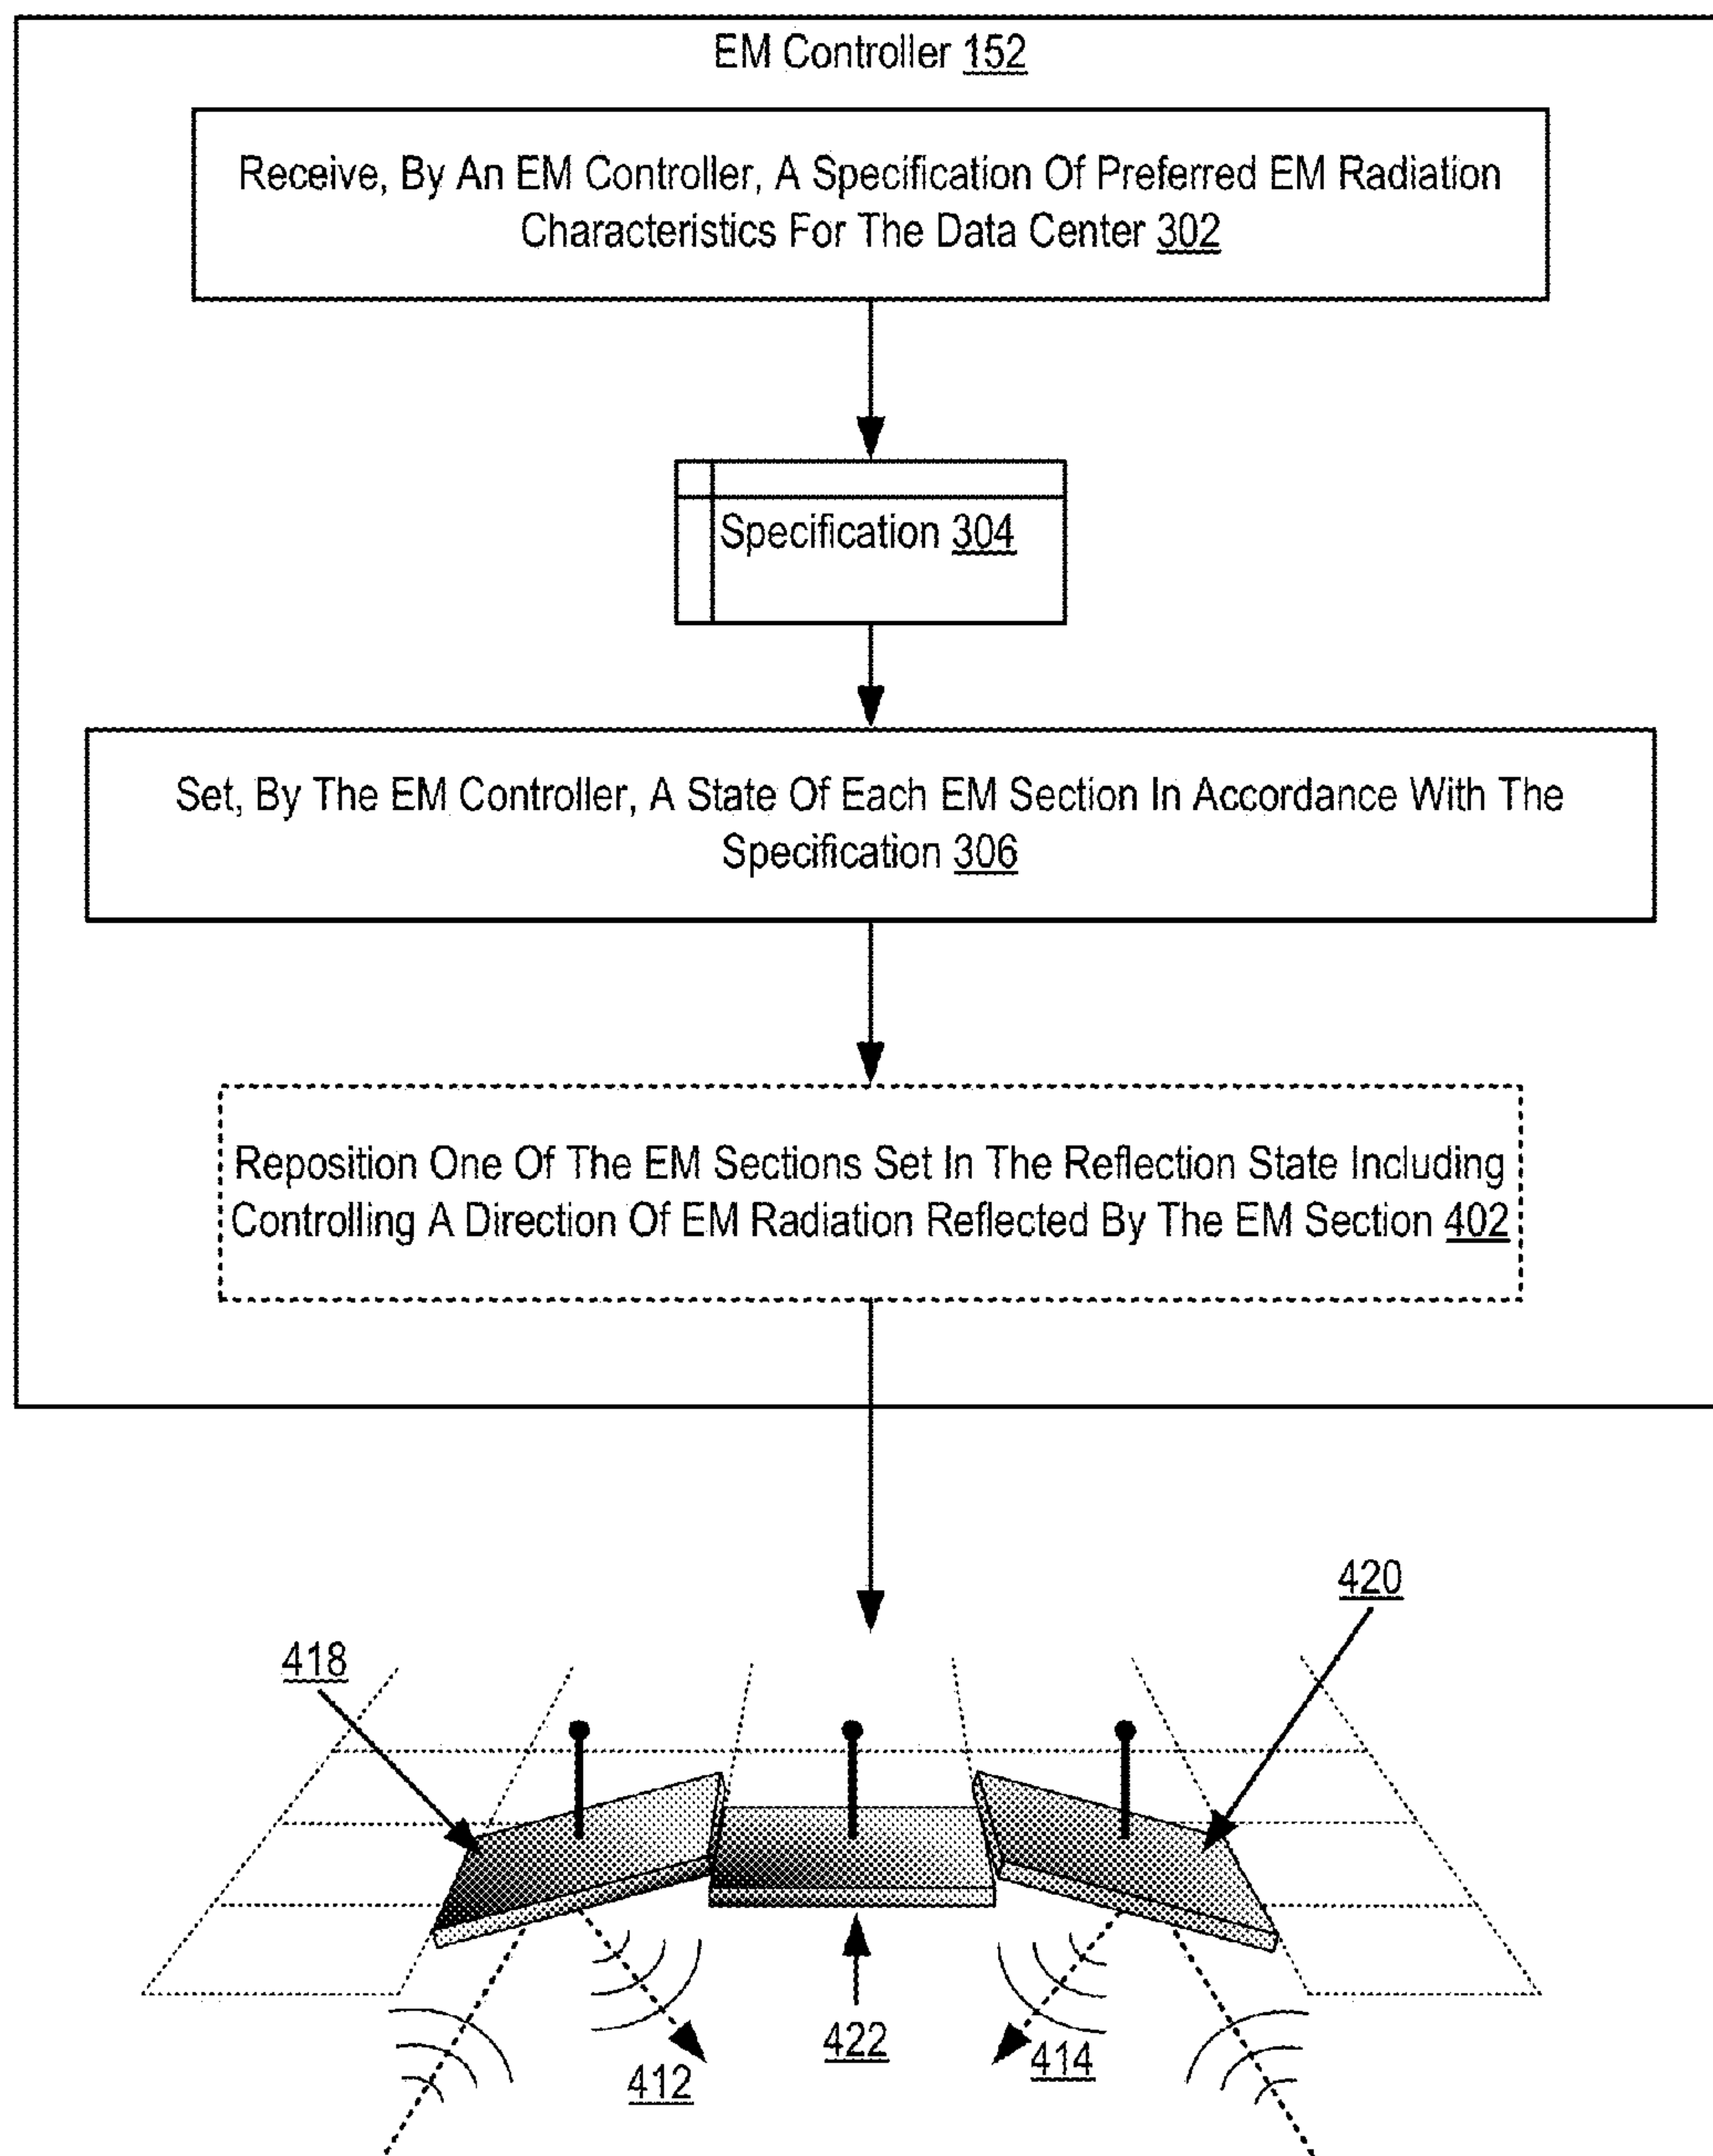 EM Controller 152
Receive, By An EM Controller, A Specification Of Preferred EM Radiation
Characteristics For The Data Center 302
Specification 304
Set, By The EM Controller, A State Of Each EM Section In Accordance With The
Specification 306
Reposition One Of The EM Sections Set In The Reflection State Including
Controlling A Direction Of EM Radiation Reflected By The EM Section 402
420
418
422
414
412